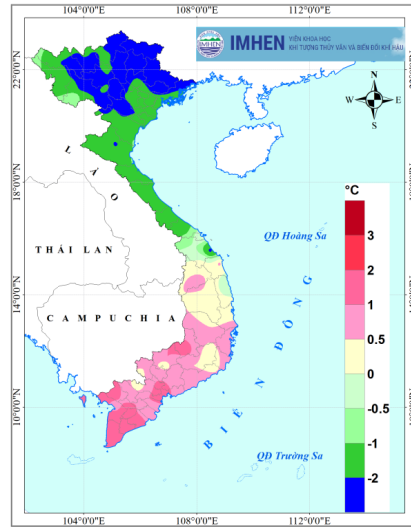 104°0'0"E 108°0'0"E 112°0'0"E
IMHEN
VIỆN KHOA HỌC
KHÍ TƯỢNG THỦY VĂN VÀ BIẾN ĐỔI KHÍ HẬU
22°0'0"N
N
W E
S
18°0'0"N
LÀO
°C
QĐ Hoàng Sa
THÁI LAN
3
2
14°0'0"N
CAMPUCHIA
1
0.5
0
-0.5
-1
-2
BIỂN ĐÔNG
10°0'0"N
QĐ Trường Sa
104°0'0"E 108°0'0"E 112°0'0"E